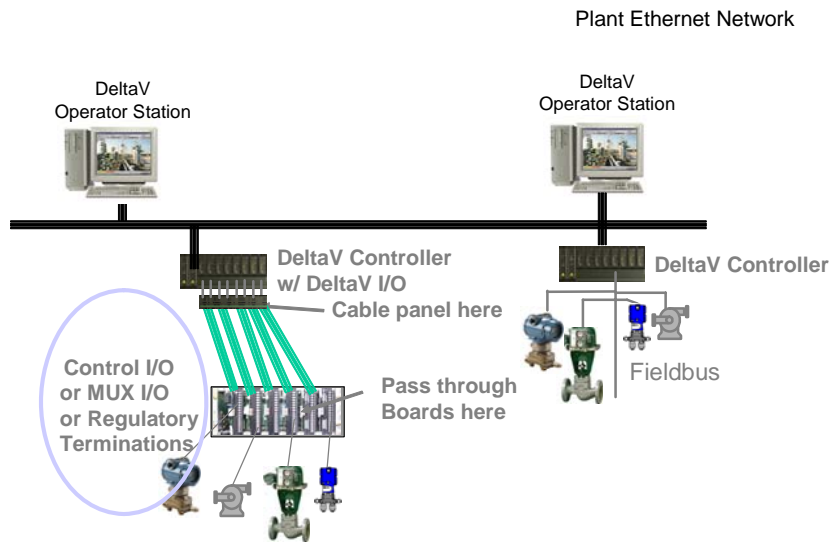 Plant Ethernet Network
DeltaV
Operator Station
DeltaV
Operator Station
DeltaV Controller
w/ DeltaV I/O
Cable panel here
DeltaV Controller
Control I/O
or MUX I/O
or Regulatory
Terminations
Pass through
Boards here
Fieldbus